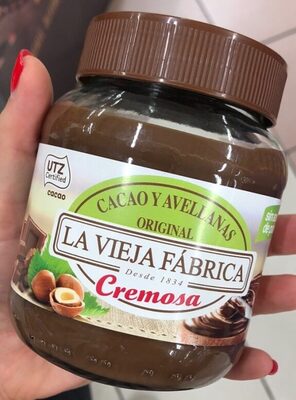 UTZ
Certified
cacao
CACAO Y AVELLANAS
ORIGINAL
LA VIEJA FÁBRICA
Desde 1834
Cremosa